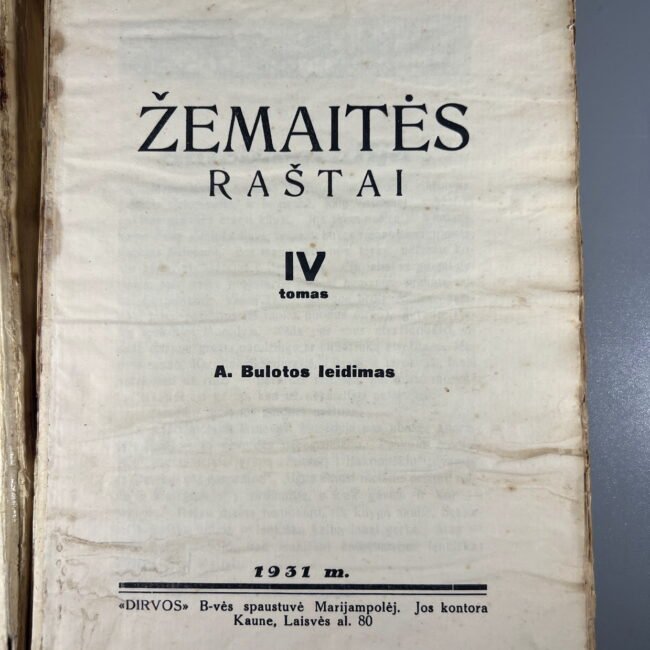 ŽEMAITĖS
RAŠTAI
IV
tomas
A. Bulotos leidimas
1931 m.
«DIRVOS» B-vės spaustuvė Marijampolėj. Jos kontora
Kaune, Laisvės al. 80